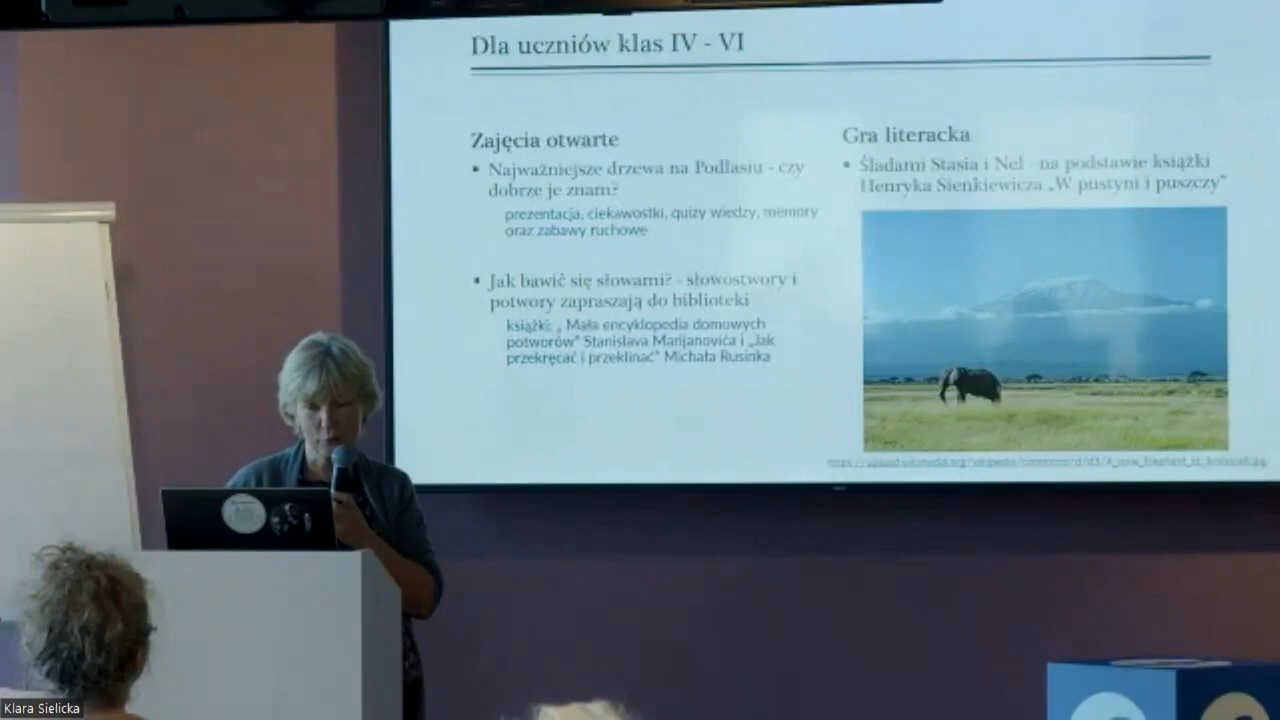 Dla uczniów klas IV - VI
Zajęcia otwarte
▪ Najważniejsze drzewa na Podlasiu - czy
dobrze je znam?
prezentacja, ciekawostki, quizy wiedzy, memory
oraz zabawy ruchowe
▪ Jak bawić się słowami? - słowostwory i
potwory zapraszają do biblioteki
książki: „ Mała encyklopedia domowych
potworów" Stanislava Marijanovića i „Jak
przekręcać i przeklinać" Michała Rusinka
Gra literacka
▪ Śladami Stasia i Nel - na podstawie książki
Henryka Sienkiewicza „W pustyni i puszczy"
Klara Sielicka